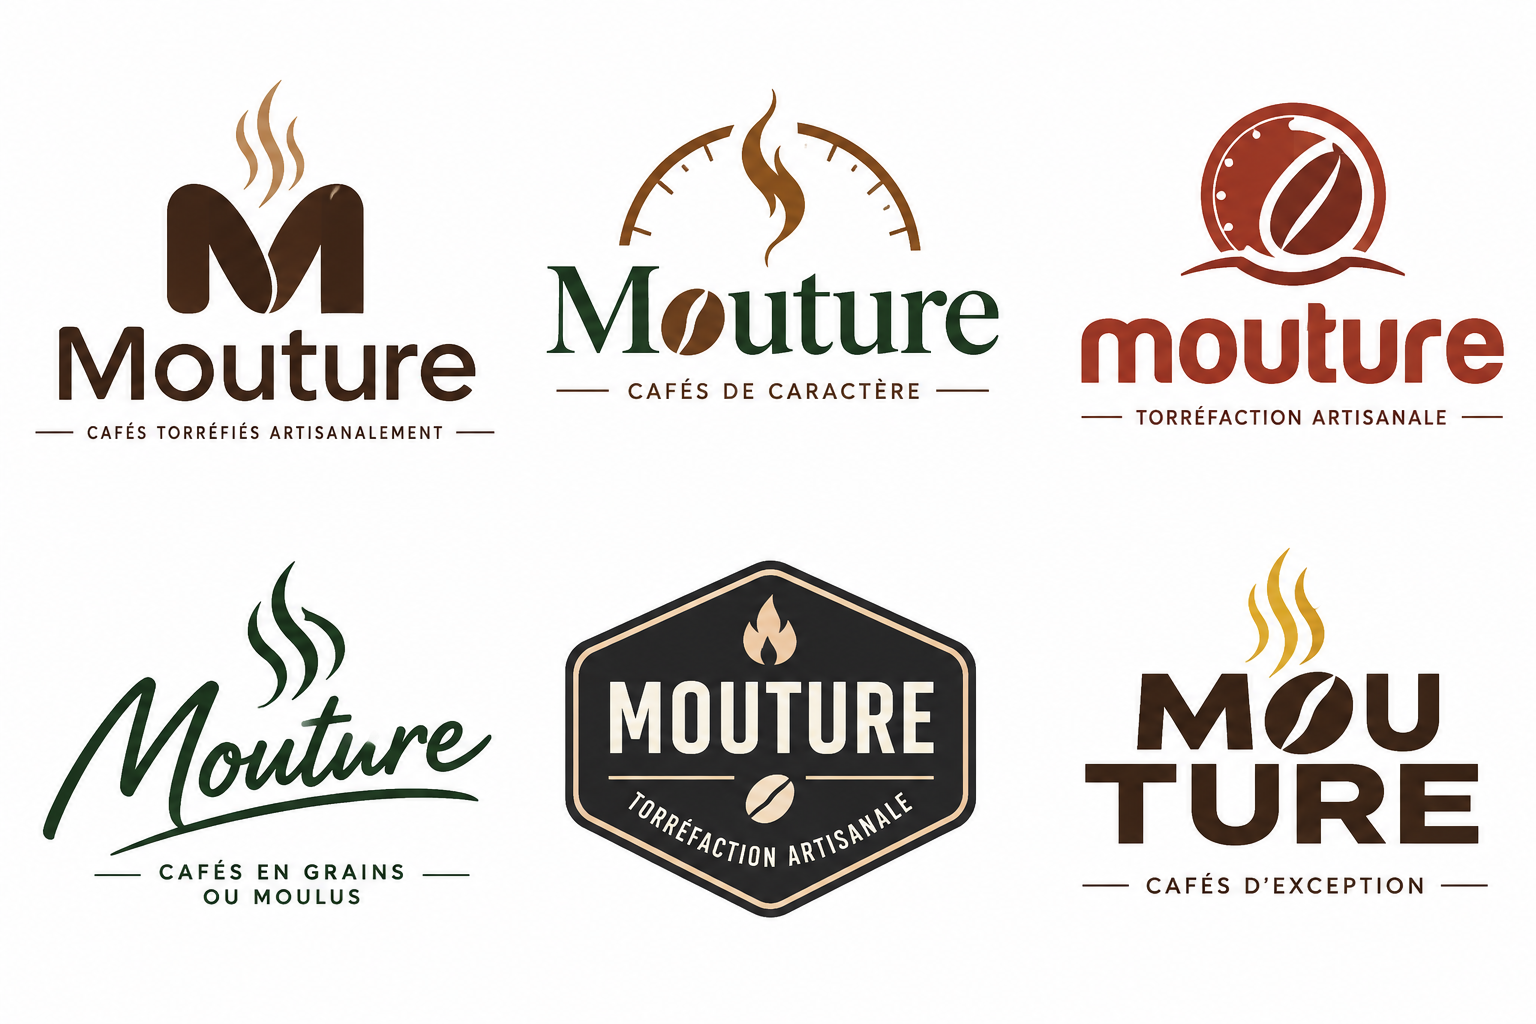 M
Mouture
CAFÉS TORRÉFIÉS ARTISANALEMENT
Mouture
CAFÉS DE CARACTÈRE
mouture
TORRÉFACTION ARTISANALE
Mouture
CAFÉS EN GRAINS
OU MOULUS
MOUTURE
TORRÉFACTION ARTISANALE
MOU
TURE
CAFÉS D’EXCEPTION